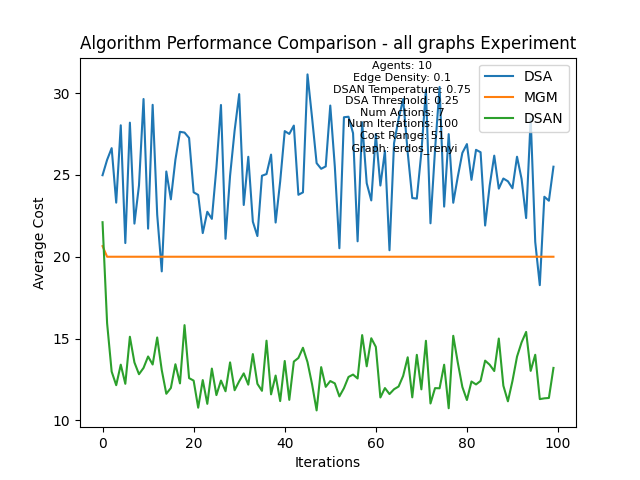 Algorithm Performance Comparison - all graphs Experiment
Agents: 10
Edge Density: 0.1
DSAN Temperature: 0.75
DSA Threshold: 0.25
Num Actions: 7
Num Iterations: 100
Cost Range: 51
Graph: erdos_renyi
DSA
MGM
DSAN
30
25
20
15
10
Average Cost
0 20 40 60 80 100
Iterations